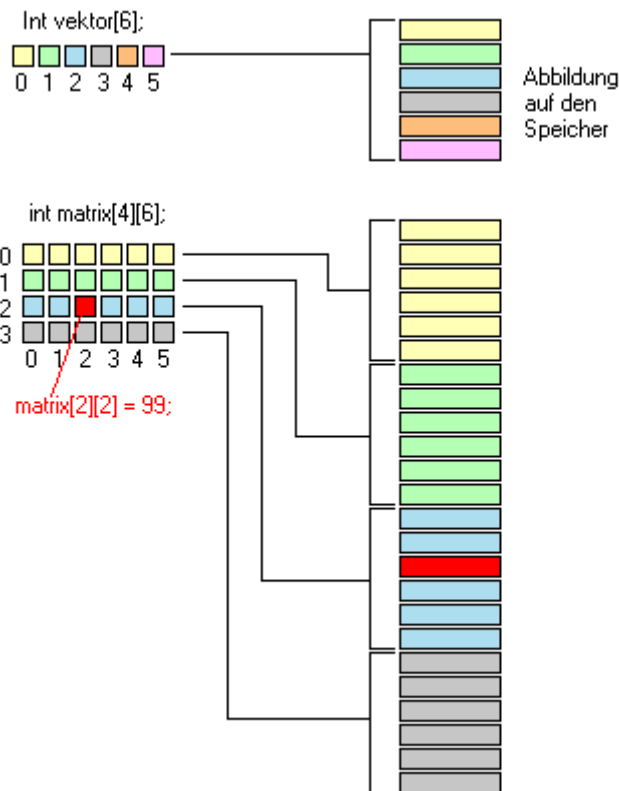 Int vektor[6];
0 1 2 3 4 5
Abbildung
auf den
Speicher
int matrix[4][6];
0
1
2
3
0 1 2 3 4 5
matrix[2][2] = 99;